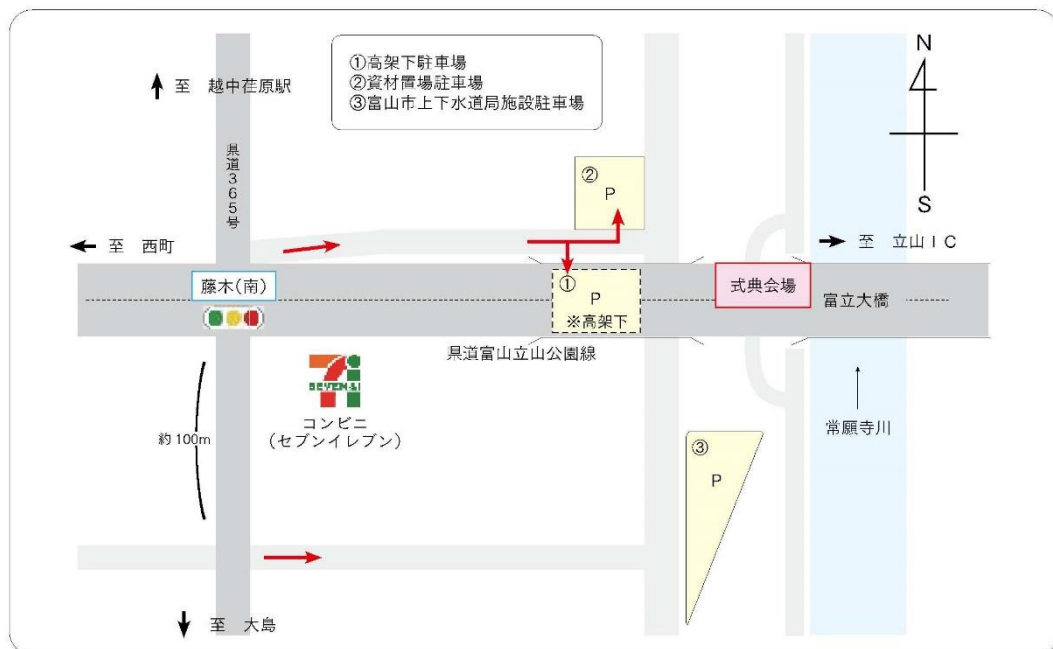 ①高架下駐車場
②資材置場駐車場
③富山市上下水道局施設駐車場
N
S
至 越中荏原駅
県道365号
②
P
至 西町
至 立山IC
藤木(南)
①
P
※高架下
式典会場
富立大橋
県道富山立山公園線
SEVEN&i
コンビニ
(セブンイレブン)
約100m
常願寺川
③
P
至 大島